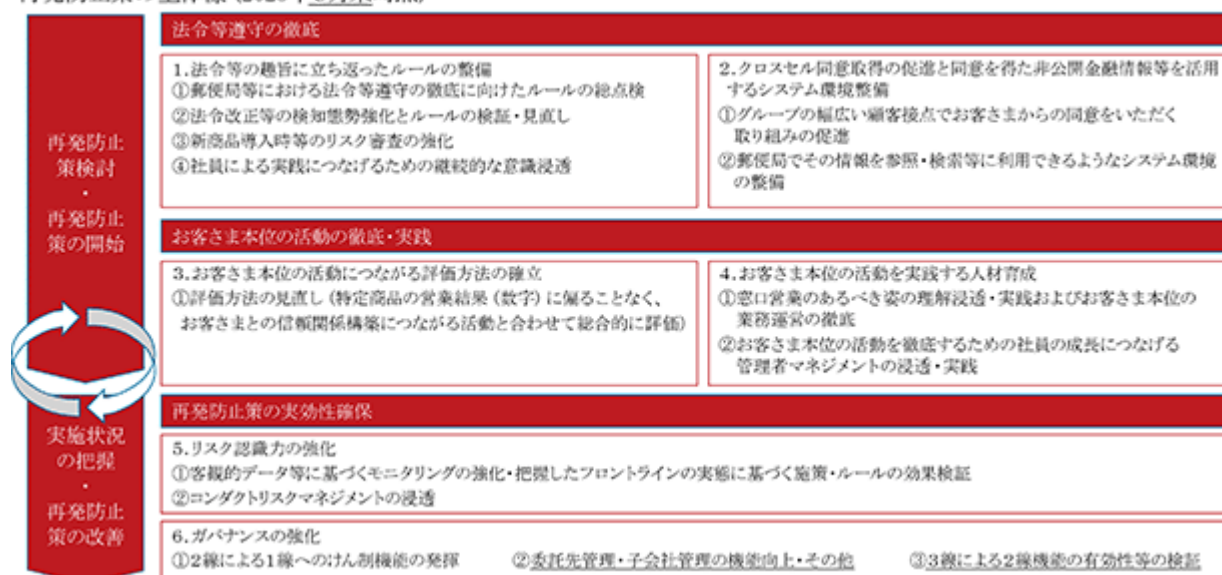 法令等遵守の徹底
1.法令等の趣旨に立ち返ったルールの整備
①郵便局等における法令等遵守の徹底に向けたルールの総点検
②法令改正等の検知態勢強化とルールの検証・見直し
③新商品導入時等のリスク審査の強化
④社員による実践につなげるための継続的な意識浸透
2.クロスセル同意取得の促進と同意を得た非公開金融情報等を活用
するシステム環境整備
①グループの幅広い顧客接点でお客さまからの同意をいただく
取り組みの促進
②郵便局でその情報を参照・検索等に利用できるようなシステム環境
の整備
再発防止
策検討
・
再発防止
策の開始
お客さま本位の活動の徹底・実践
3.お客さま本位の活動につながる評価方法の確立
①評価方法の見直し(特定商品の営業結果(数字)に偏ることなく、
お客さまとの信頼関係構築につながる活動と合わせて総合的に評価)
4.お客さま本位の活動を実践する人材育成
①窓口営業のあるべき姿の理解浸透・実践およびお客さま本位の
業務運営の徹底
②お客さま本位の活動を徹底するための社員の成長につなげる
管理者マネジメントの浸透・実践
実施状況
の把握
・
再発防止
策の改善
再発防止策の実効性確保
5.リスク認識力の強化
①客観的データ等に基づくモニタリングの強化・把握したフロントラインの実態に基づく施策・ルールの効果検証
②コンダクトリスクマネジメントの浸透
6.ガバナンスの強化
①2線による1線へのけん制機能の発揮 ②委託先管理・子会社管理の機能向上・その他 ③3線による2線機能の有効性等の検証